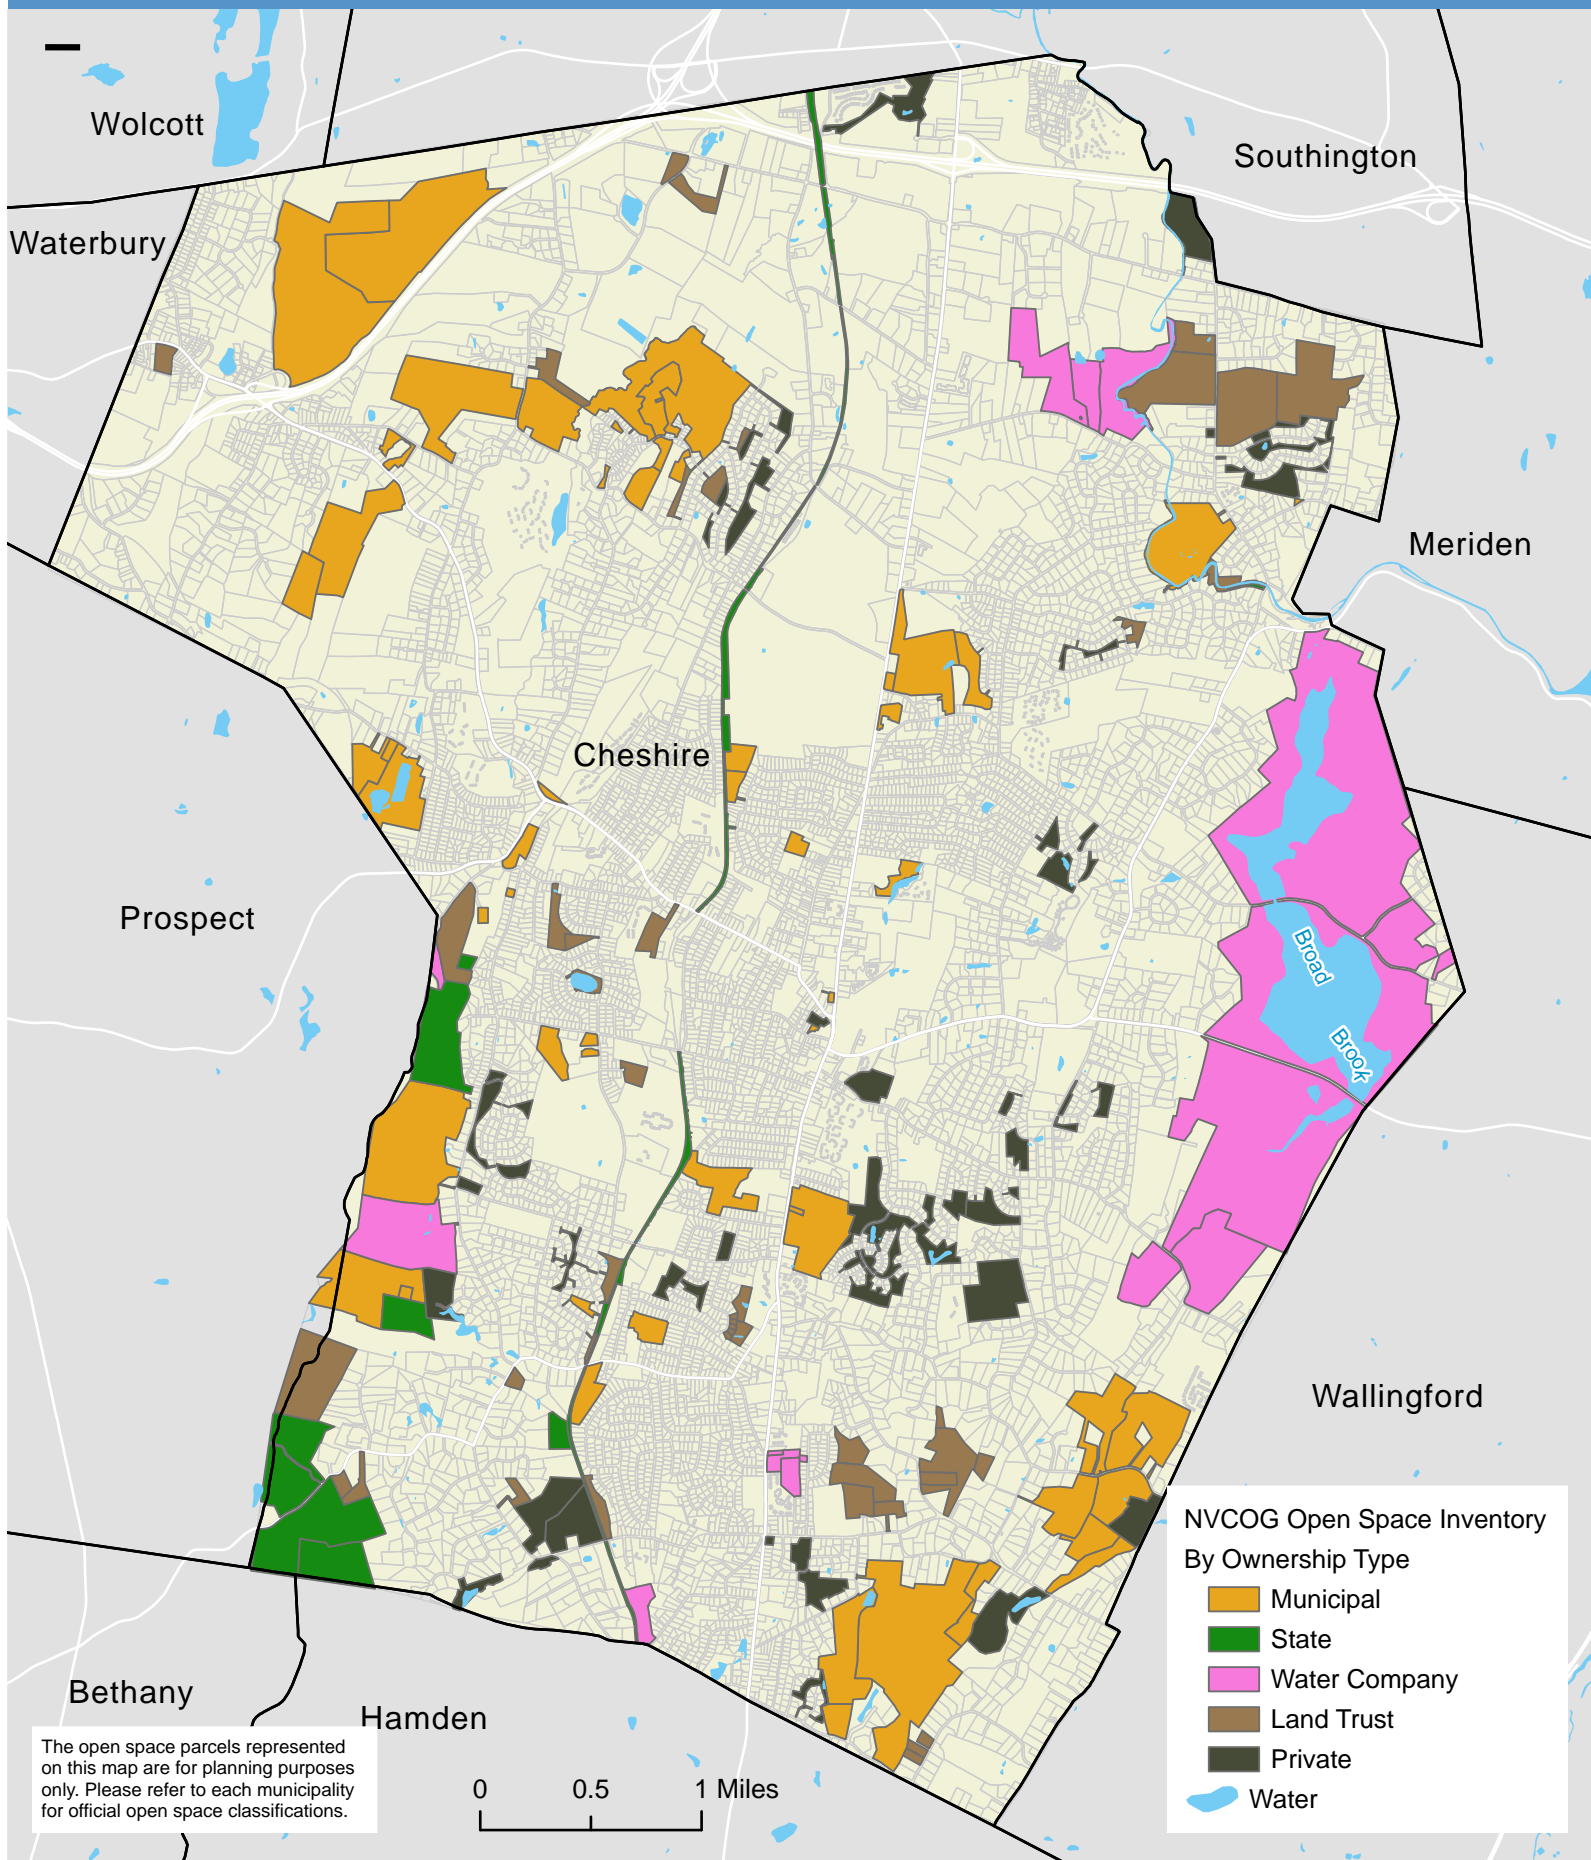 Wolcott
Southington
Waterbury
Meriden
Cheshire
Prospect
Broad
Brook
Wallingford
NVCOG Open Space Inventory
By Ownership Type
Municipal
State
Water Company
Land Trust
Private
Water
Bethany
Hamden
The open space parcels represented
on this map are for planning purposes
only. Please refer to each municipality
for official open space classifications.
0 0.5 1 Miles